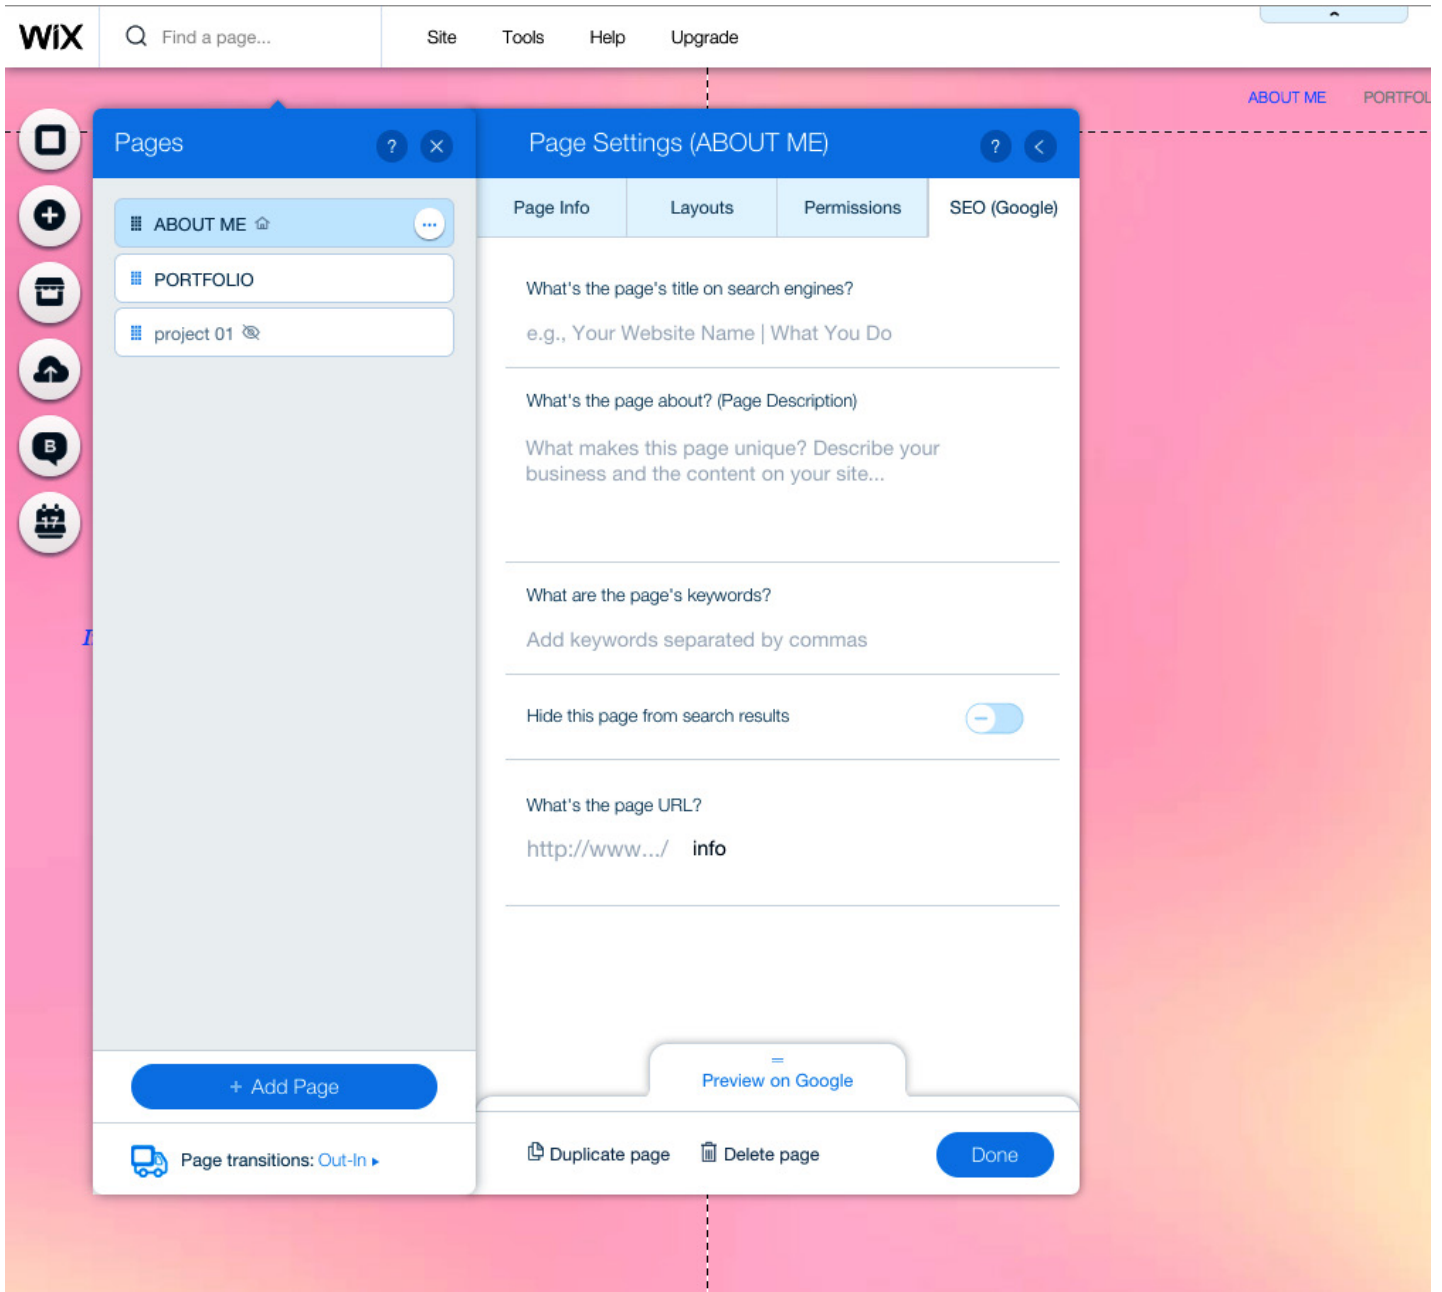 WiX
Find a page...
Site
Tools
Help
Upgrade
ABOUT ME
Pages
?
Page Settings (ABOUT ME)
?
Page Info
Layouts
Permissions
SEO (Google)
ABOUT ME
PORTFOLIO
project 01
B
17
What's the page's title on search engines?
e.g., Your Website Name | What You Do
What's the page about? (Page Description)
What makes this page unique? Describe your
business and the content on your site...
What are the page's keywords?
Add keywords separated by commas
Hide this page from search results
What's the page URL?
http://www.../ info
Preview on Google
+ Add Page
Page transitions: Out-In
Duplicate page
Delete page
Done